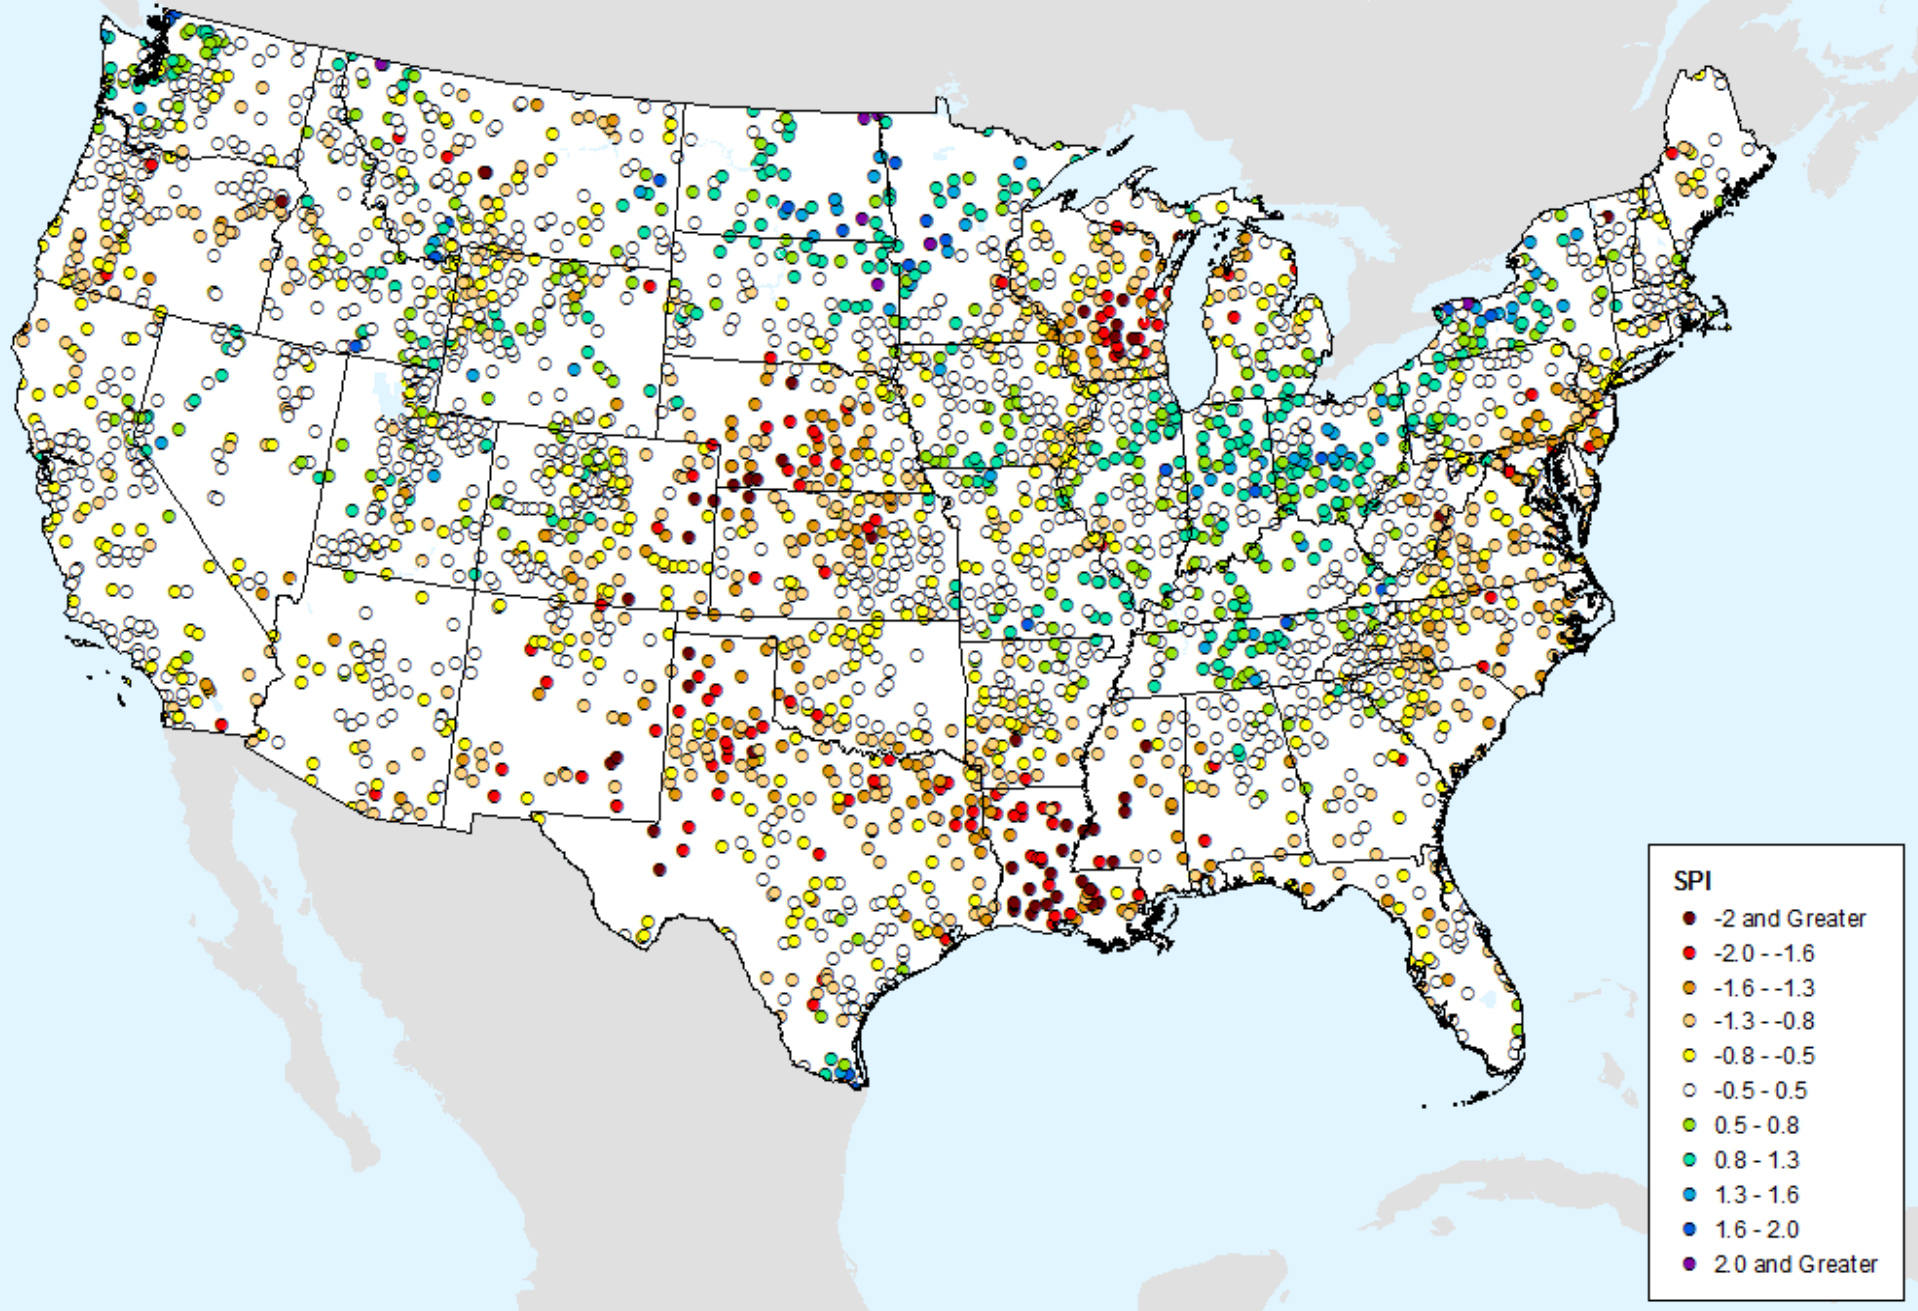 SPI
-2 and Greater
-2.0 - -1.6
-1.6 - -1.3
-1.3 - -0.8
-0.8 - -0.5
-0.5 - 0.5
0.5 - 0.8
0.8 - 1.3
1.3 - 1.6
1.6 - 2.0
2.0 and Greater